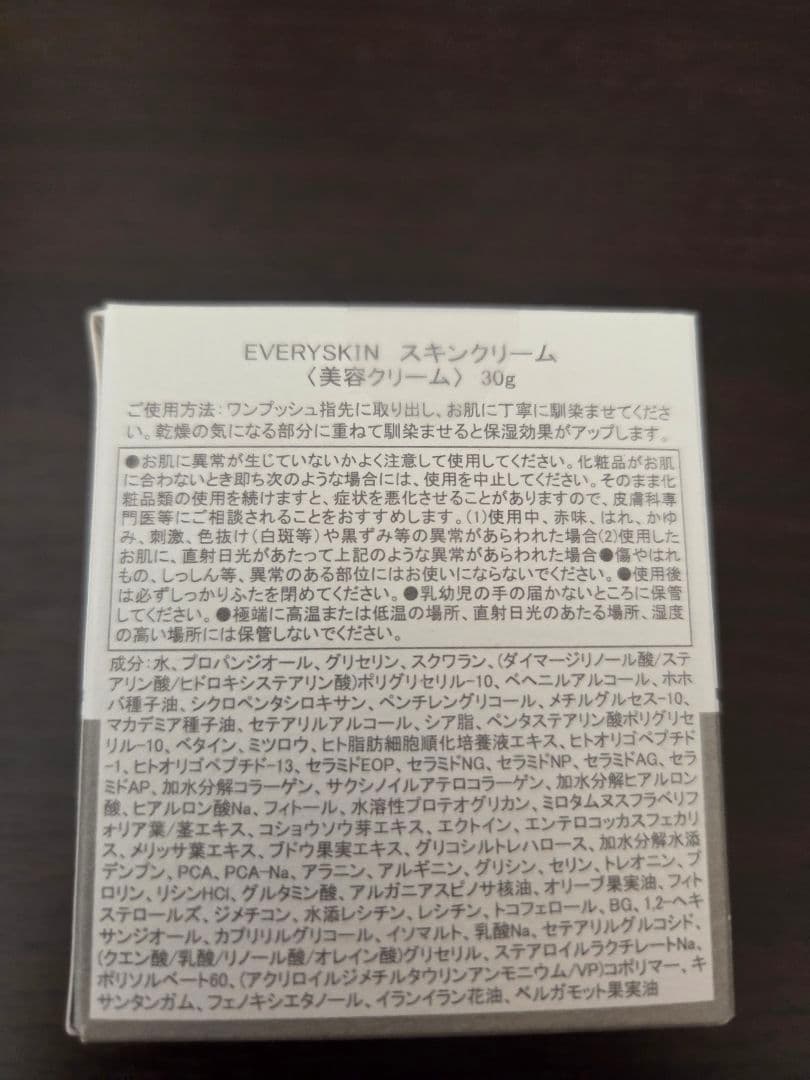 EVERYSKIN スキンクリーム
〈美容クリーム〉 30g
ご使用方法:ワンプッシュ指先に取り出し、お肌に丁寧に馴染ませてくださ
い。乾燥の気になる部分に重ねて馴染ませると保湿効果がアップします。
●お肌に異常が生じていないかよく注意して使用してください。化粧品がお肌
に合わないとき即ち次のような場合には、使用を中止してください。そのまま化
粧品類の使用を続けますと、症状を悪化させることがありますので、皮膚科専
門医等にご相談されることをおすすめします。(1)使用中、赤味、はれ、かゆ
み、刺激、色抜け(白斑等)や黒ずみ等の異常があらわれた場合(2)使用した
お肌に、直射日光があたって上記のような異常があらわれた場合●傷やはれ
もの、しっしん等、異常のある部位にはお使いにならないでください。●使用後
は必ずしっかりふたを閉めてください。●乳幼児の手の届かないところに保管
してください。●極端に高温または低温の場所、直射日光のあたる場所、湿度
の高い場所には保管しないでください。
成分:水、プロパンジオール、グリセリン、スクワラン、(ダイマージリノール酸/ステ
アリン酸/ヒドロキシステアリン酸)ポリグリセリル-10、ベヘニルアルコール、ホホ
バ種子油、シクロペンタシロキサン、ペンチレングリコール、メチルグルセス-10、
マカデミア種子油、セテアリルアルコール、シア脂、ペンタステアリン酸ポリグリセ
リル-10、ベタイン、ミツロウ、ヒト脂肪細胞順化培養液エキス、ヒトオリゴペプチド
-1、ヒトオリゴペプチド-13、セラミドEOP、セラミドNG、セラミドNP、セラミドAG、セラ
ミドAP、加水分解コラーゲン、サクシノイルアテロコラーゲン、加水分解ヒアルロン
酸、ヒアルロン酸Na、フィトール、水溶性プロテオグリカン、ミロタムヌスフラベリフ
ォリア葉/茎エキス、コショウソウ芽エキス、エクトイン、エンテロコッカスフェカリ
ス、メリッサ葉エキス、ブドウ果実エキス、グリコシルトレハロース、加水分解水添
デンプン、PCA、PCA-Na、アラニン、アルギニン、グリシン、セリン、トレオニン、プ
ロリン、リシンHCl、グルタミン酸、アルガニアスピノサ核油、オリーブ果実油、フィト
ステロールズ、ジメチコン、水添レシチン、レシチン、トコフェロール、BG、1,2-ヘキ
サンジオール、カプリリルグリコール、イソマルト、乳酸Na、セテアリルグルコシド、
(クエン酸/乳酸/リノール酸/オレイン酸)グリセリル、ステアロイルラクチレートNa、
ポリソルベート60、(アクリロイルジメチルタウリンアンモニウム/VP)コポリマー、キ
サンタンガム、フェノキシエタノール、イランイラン花油、ベルガモット果実油